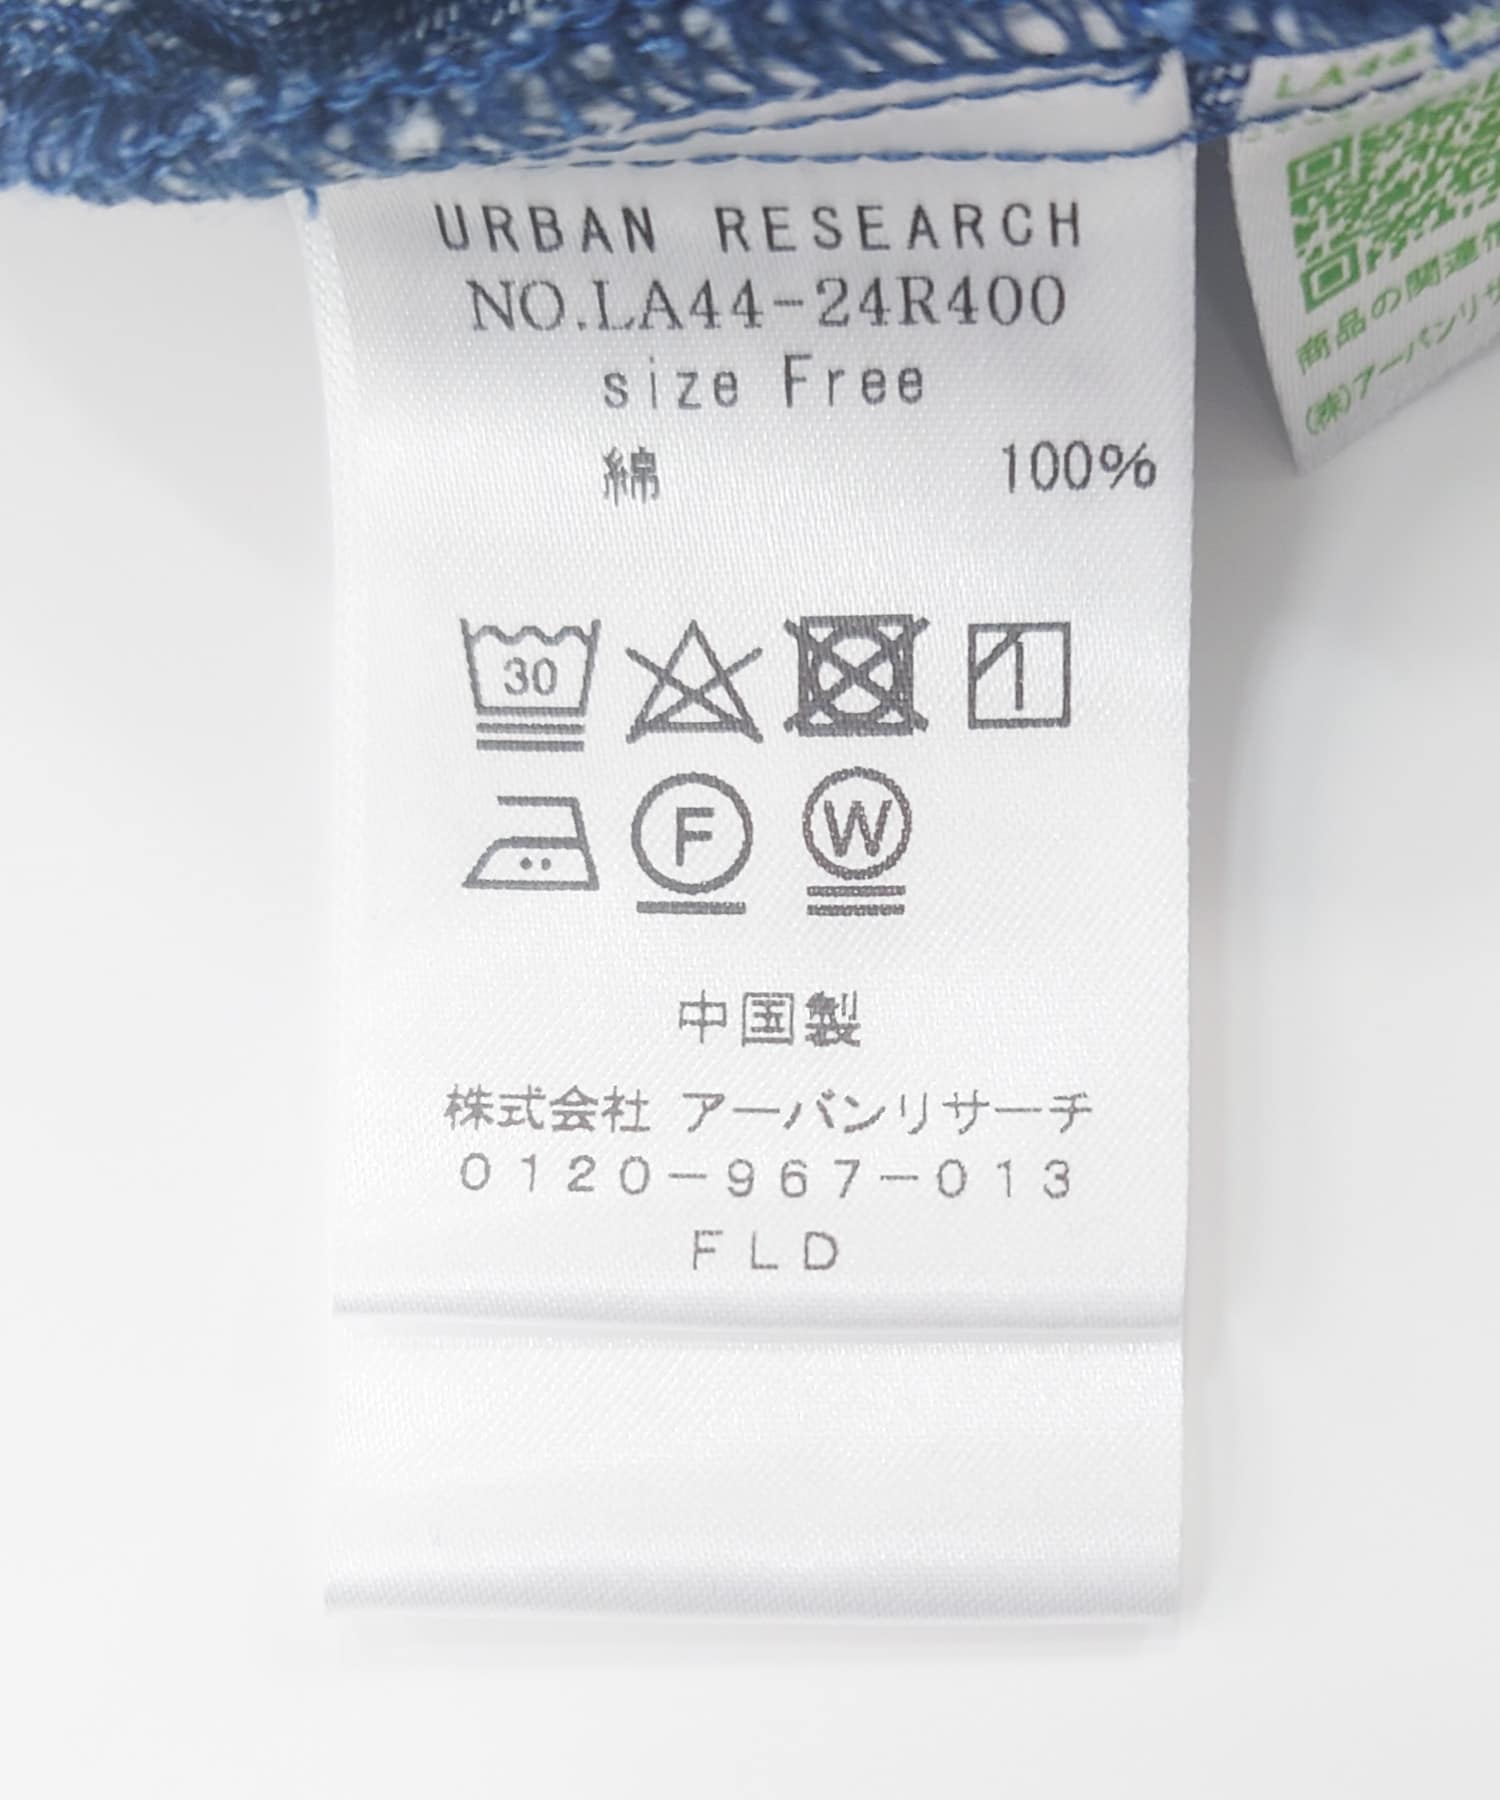 URBAN RESEARCH
NO.LA44-24R400
size Free
綿 100%
30
F W
中国製
株式会社 アーバンリサーチ
0120-967-013
FLD
LA44
商品の関連
(株)アーバンリサ